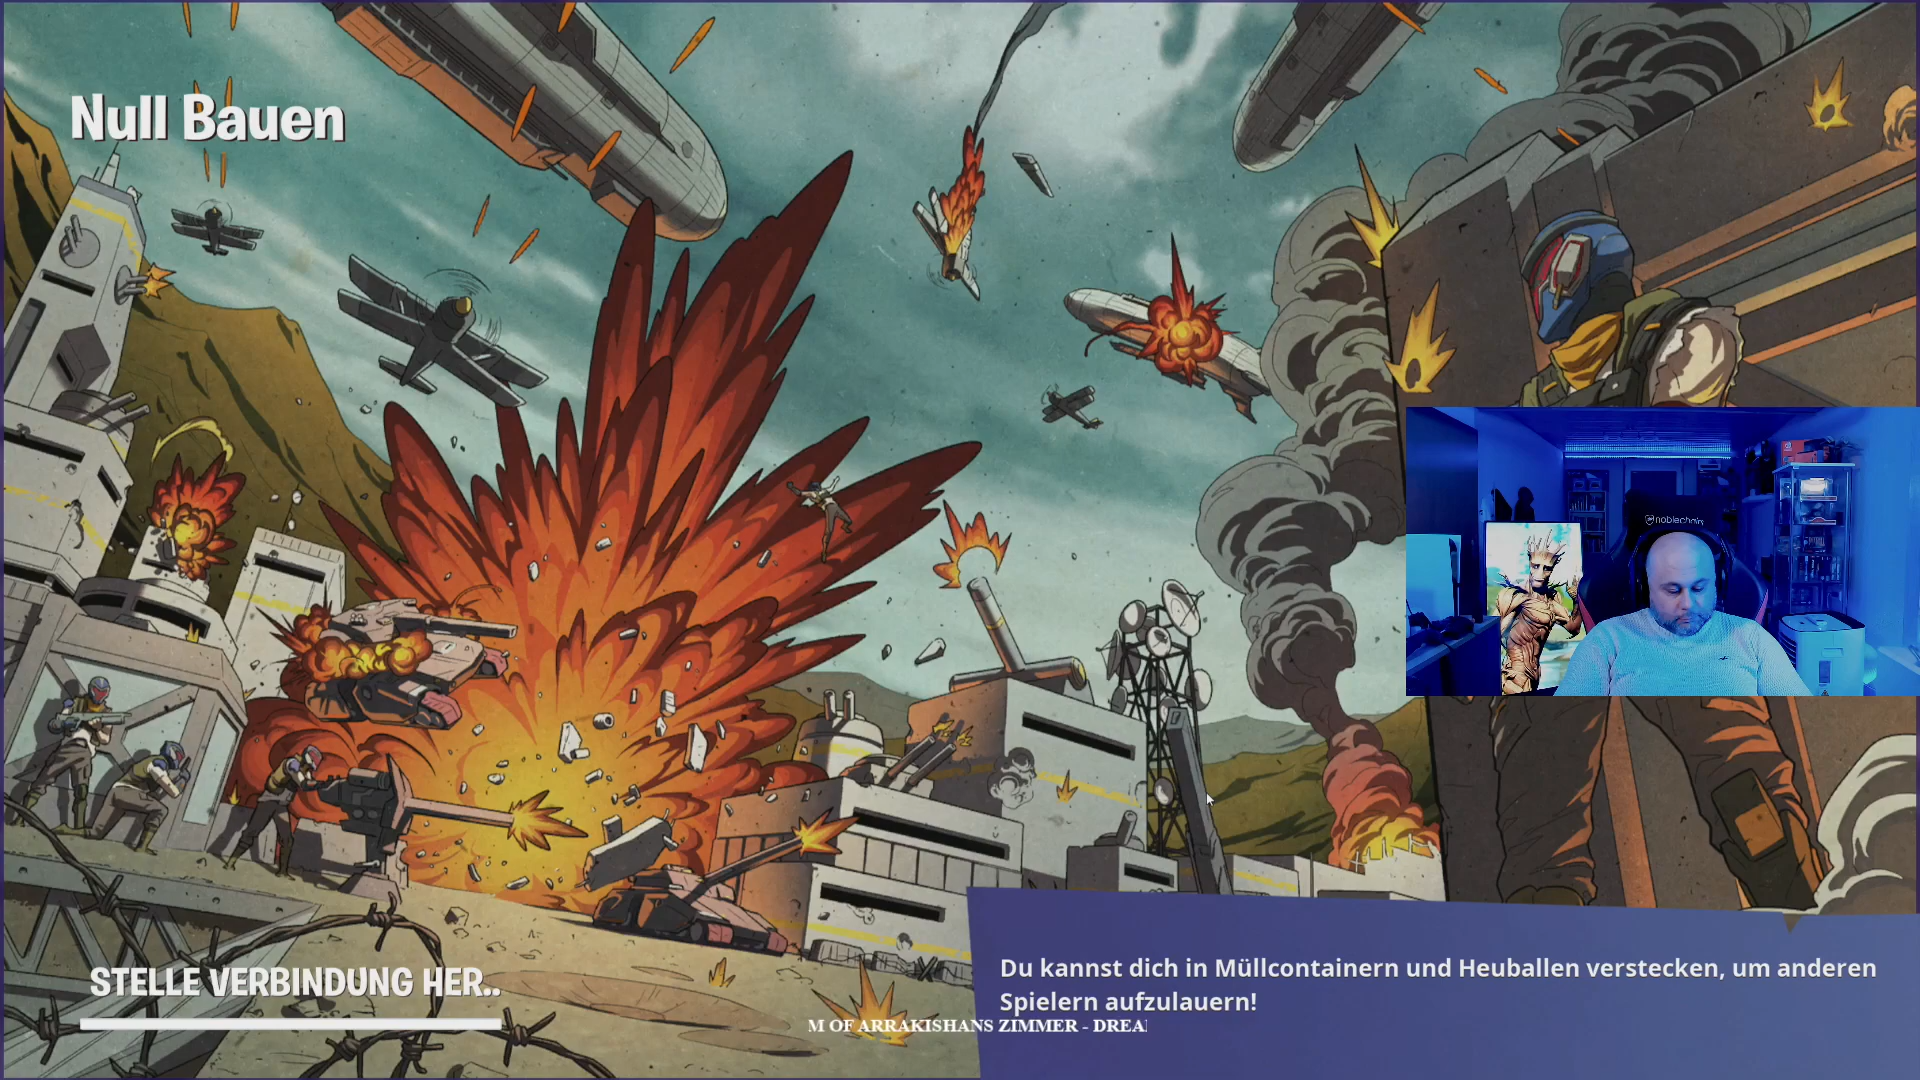 Null Bauen
noblechairs
STELLE VERBINDUNG HER..
Du kannst dich in Müllcontainern und Heuballen verstecken, um anderen
Spielern aufzulauern!
M OF ARRAKISHANS ZIMMER - DREA